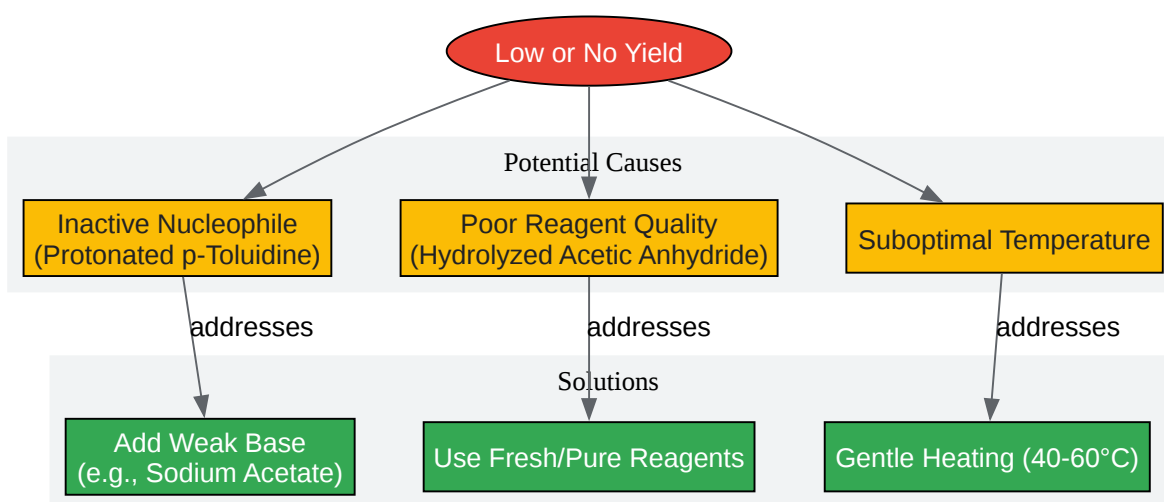 Low or No Yield
Potential Causes
Inactive Nucleophile
(Protonated p-Toluidine)
Poor Reagent Quality
(Hydrolyzed Acetic Anhydride)
Suboptimal Temperature
addresses
addresses
addresses
Solutions
Add Weak Base
(e.g., Sodium Acetate)
Use Fresh/Pure Reagents
Gentle Heating (40-60°C)